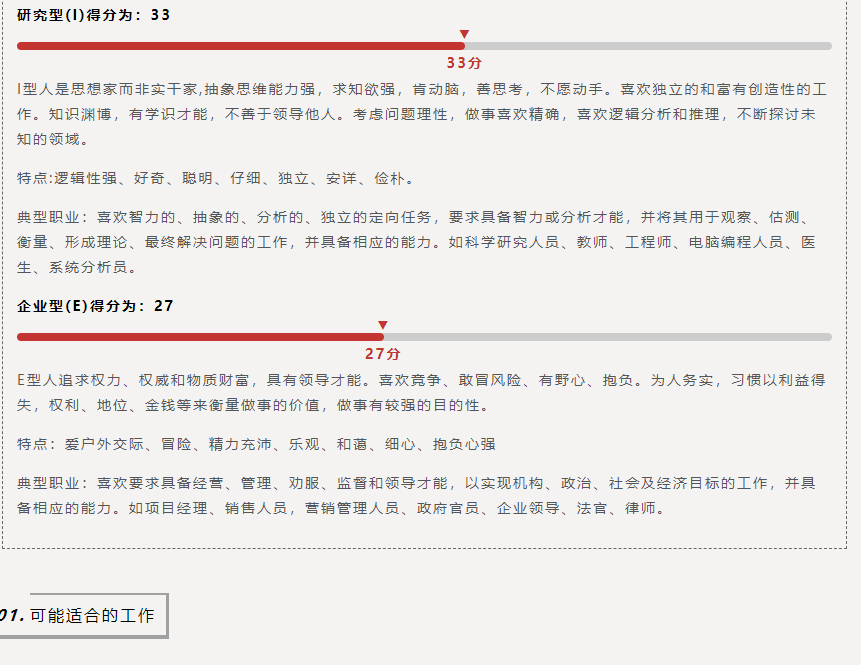 研究型(I)得分为：33
33分
I型人是思想家而非实干家,抽象思维能力强，求知欲强，肯动脑，善思考，不愿动手。喜欢独立的和富有创造性的工
作。知识渊博，有学识才能，不善于领导他人。考虑问题理性，做事喜欢精确，喜欢逻辑分析和推理，不断探讨未
知的领域。
特点:逻辑性强、好奇、聪明、仔细、独立、安详、俭朴。
典型职业：喜欢智力的、抽象的、分析的、独立的定向任务，要求具备智力或分析才能，并将其用于观察、估测、
衡量、形成理论、最终解决问题的工作，并具备相应的能力。如科学研究人员、教师、工程师、电脑编程人员、医
生、系统分析员。
企业型(E)得分为：27
27分
E型人追求权力、权威和物质财富，具有领导才能。喜欢竞争、敢冒风险、有野心、抱负。为人务实，习惯以利益得
失，权利、地位、金钱等来衡量做事的价值，做事有较强的目的性。
特点：爱户外交际、冒险、精力充沛、乐观、和蔼、细心、抱负心强
典型职业：喜欢要求具备经营、管理、劝服、监督和领导才能，以实现机构、政治、社会及经济目标的工作，并具
备相应的能力。如项目经理、销售人员，营销管理人员、政府官员、企业领导、法官、律师。
01. 可能适合的工作